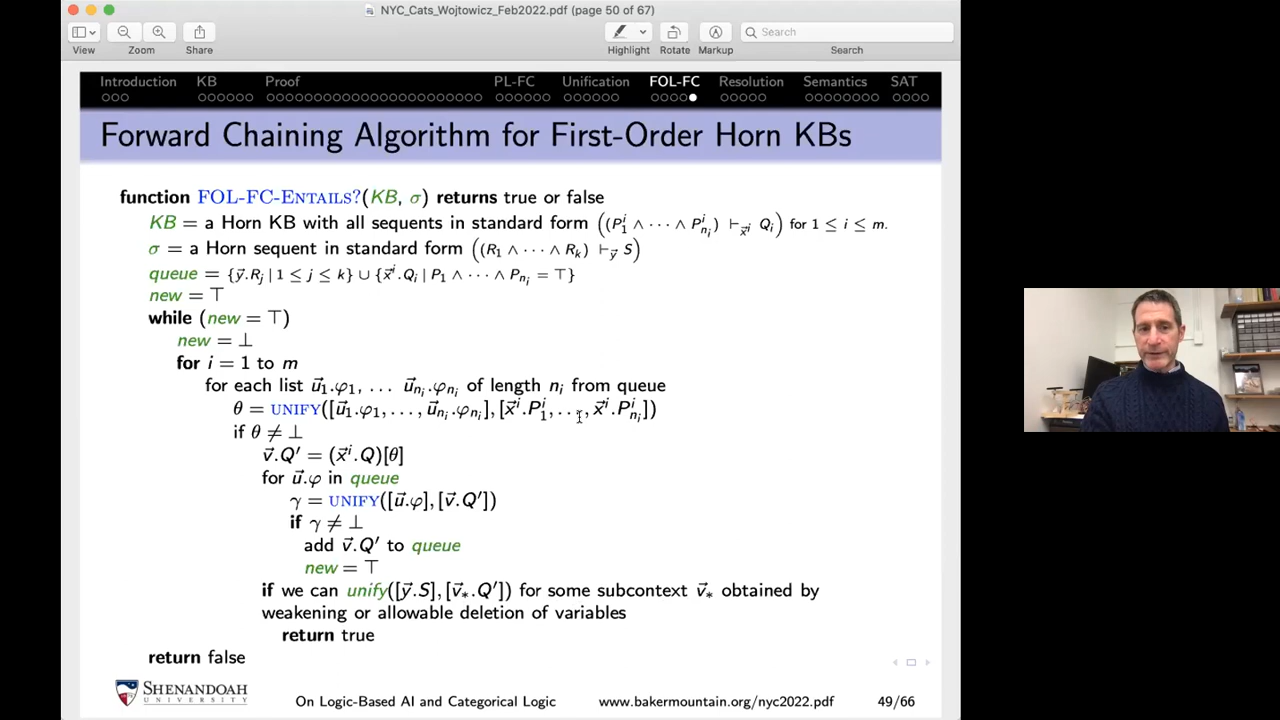 NYC_Cats_Wojtowicz_Feb2022.pdf (page 50 of 67)
View Zoom Share Highlight Rotate Markup Search
Search
Introduction KB Proof PL-FC Unification FOL-FC Resolution Semantics SAT
Forward Chaining Algorithm for First-Order Horn KBs
function FOL-FC-ENTAILS?(KB, σ) returns true or false
KB = a Horn KB with all sequents in standard form ((P₁ⁱ ∧ ··· ∧ Pₙᵢⁱ) ⊢ₓ⃗ⁱ Qᵢ) for 1 ≤ i ≤ m.
σ = a Horn sequent in standard form ((R₁ ∧ ··· ∧ Rₖ) ⊢_y⃗ S)
queue = {y⃗.Rⱼ | 1 ≤ j ≤ k} ∪ {x⃗ⁱ.Qᵢ | P₁ ∧ ··· ∧ Pₙᵢ = ⊤}
new = ⊤
while (new = ⊤)
new = ⊥
for i = 1 to m
for each list u⃗₁.φ₁, ... u⃗ₙᵢ.φₙᵢ of length nᵢ from queue
θ = UNIFY([u⃗₁.φ₁, ..., u⃗ₙᵢ.φₙᵢ], [x⃗ⁱ.P₁ⁱ, ..., x⃗ⁱ.Pₙᵢⁱ])
if θ ≠ ⊥
v⃗.Q′ = (x⃗ⁱ.Q)[θ]
for u⃗.φ in queue
γ = UNIFY([u⃗.φ], [v⃗.Q′])
if γ ≠ ⊥
add v⃗.Q′ to queue
new = ⊤
if we can unify([y⃗.S], [v⃗₎.Q′]) for some subcontext v⃗* obtained by
weakening or allowable deletion of variables
return true
return false
SHENANDOAH
UNIVERSITY
On Logic-Based AI and Categorical Logic www.bakermountain.org/nyc2022.pdf 49/66